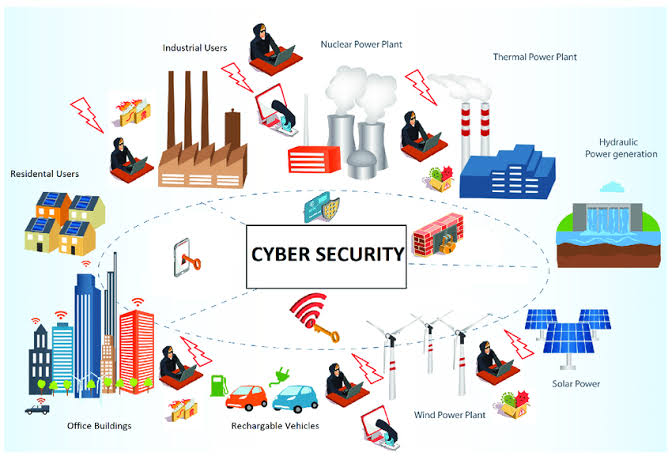 Industrial Users
Nuclear Power Plant
Thermal Power Plant
Hydraulic
Power generation
Residental Users
CYBER SECURITY
Solar Power
Wind Power Plant
Office Buildings
Rechargable Vehicles